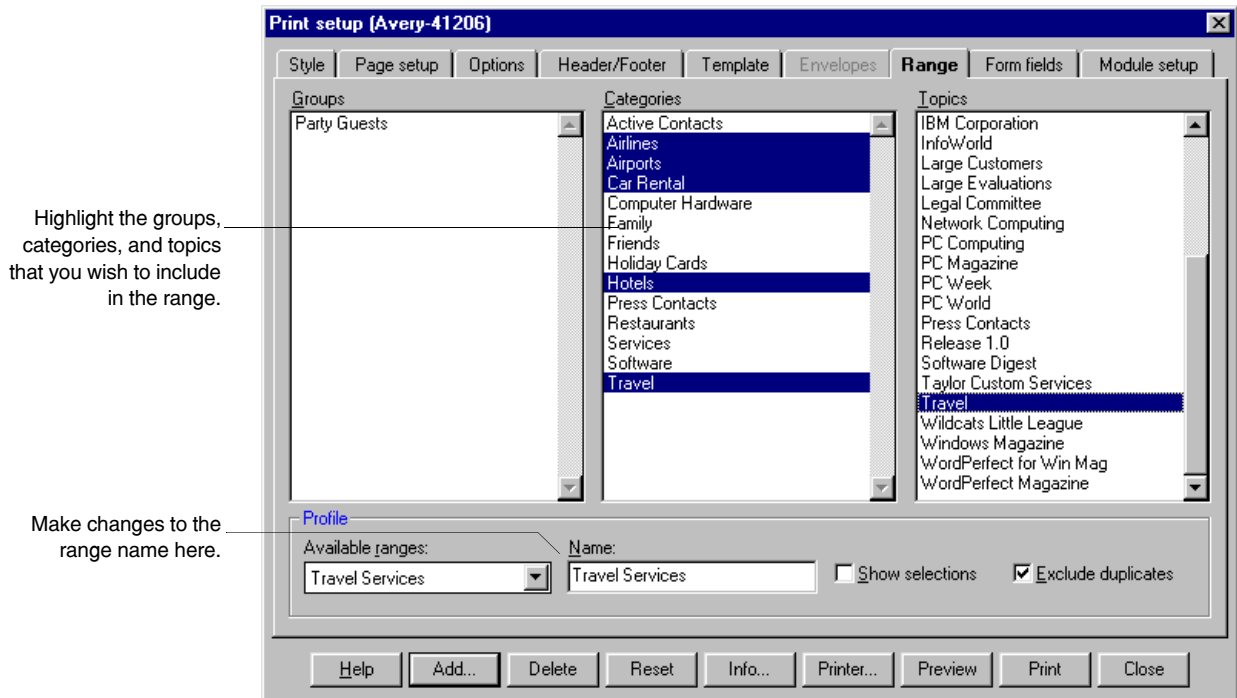 Print setup (Avery-41206)
Style Page setup Options Header/Footer Template Envelopes Range Form fields Module setup
Groups
Party Guests
Categories
Active Contacts
Airlines
Airports
Car Rental
Computer Hardware
Family
Friends
Holiday Cards
Hotels
Press Contacts
Restaurants
Services
Software
Travel
Topics
IBM Corporation
InfoWorld
Large Customers
Large Evaluations
Legal Committee
Network Computing
PC Computing
PC Magazine
PC Week
PC World
Press Contacts
Release 1.0
Software Digest
Taylor Custom Services
Travel
Wildcats Little League
Windows Magazine
WordPerfect for Win Mag
WordPerfect Magazine
Highlight the groups,
categories, and topics
that you wish to include
in the range.
Make changes to the
range name here.
Profile
Available ranges:
Travel Services
Name:
Travel Services
Show selections
Exclude duplicates
Help Add... Delete Reset Info... Printer... Preview Print Close